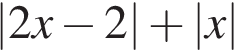 |2x − 2| + |x|